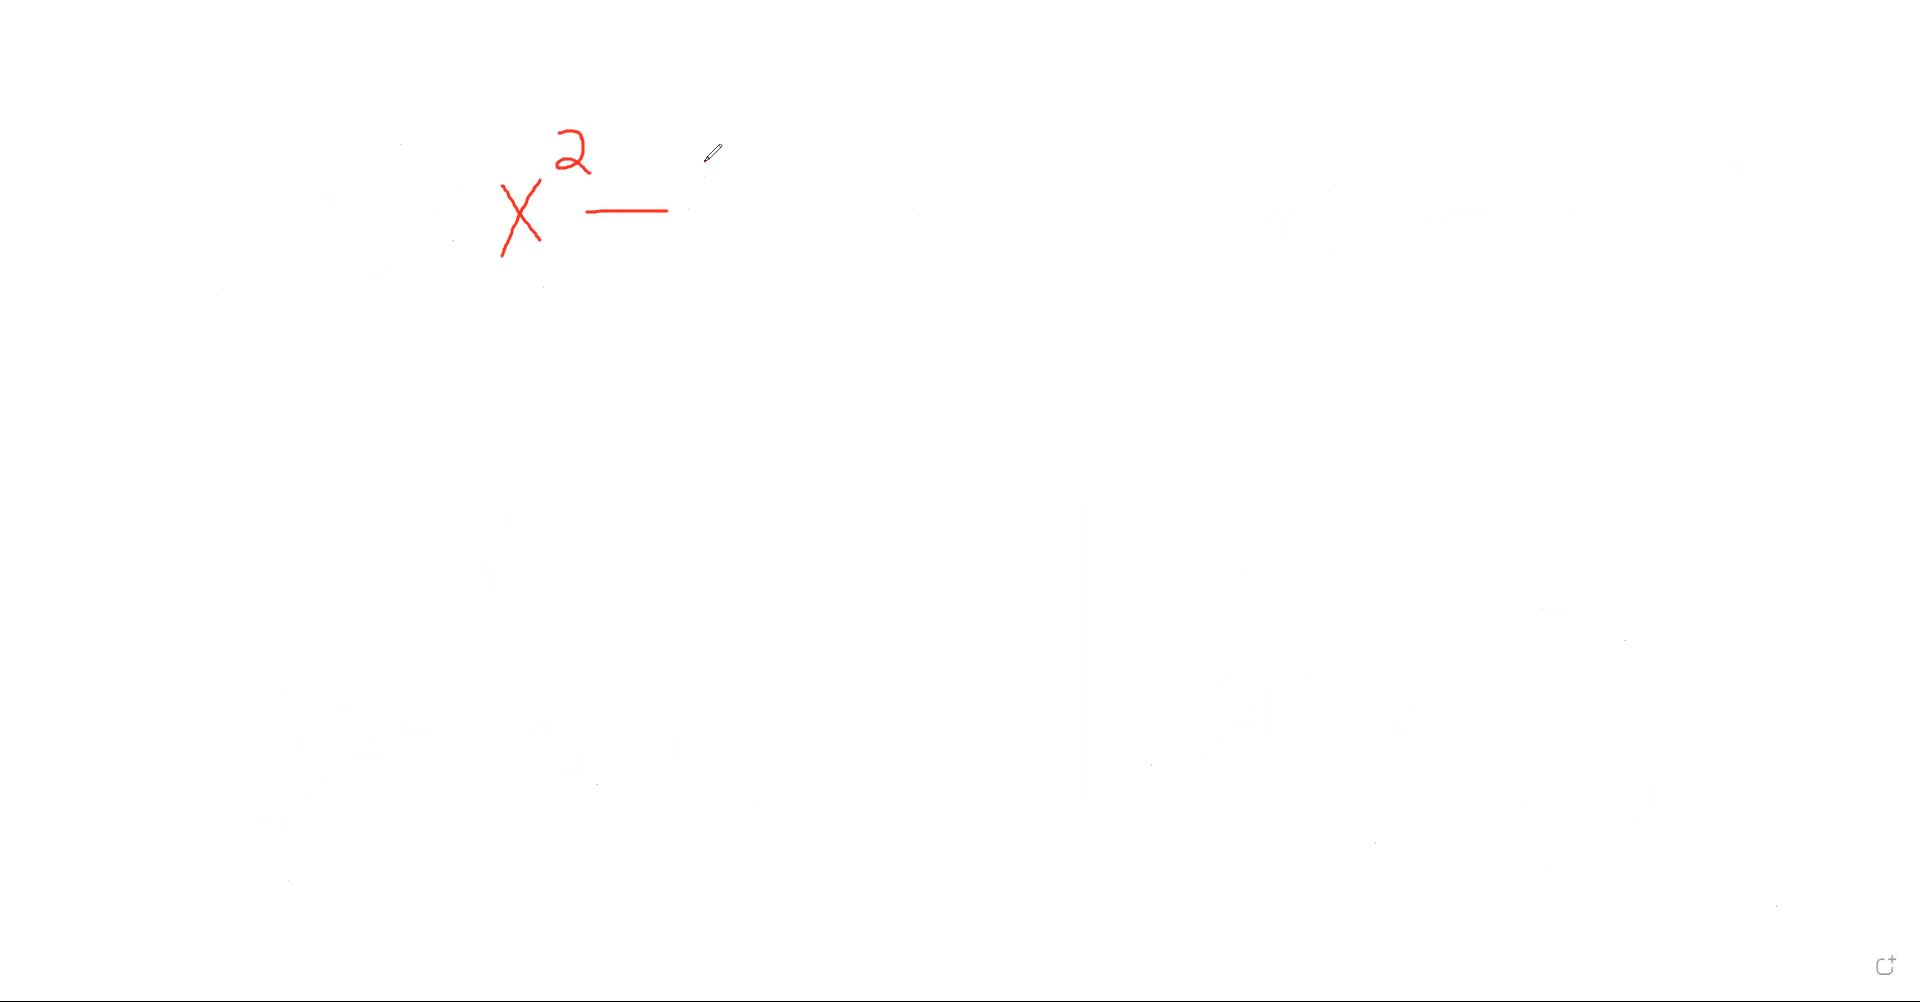 x² —